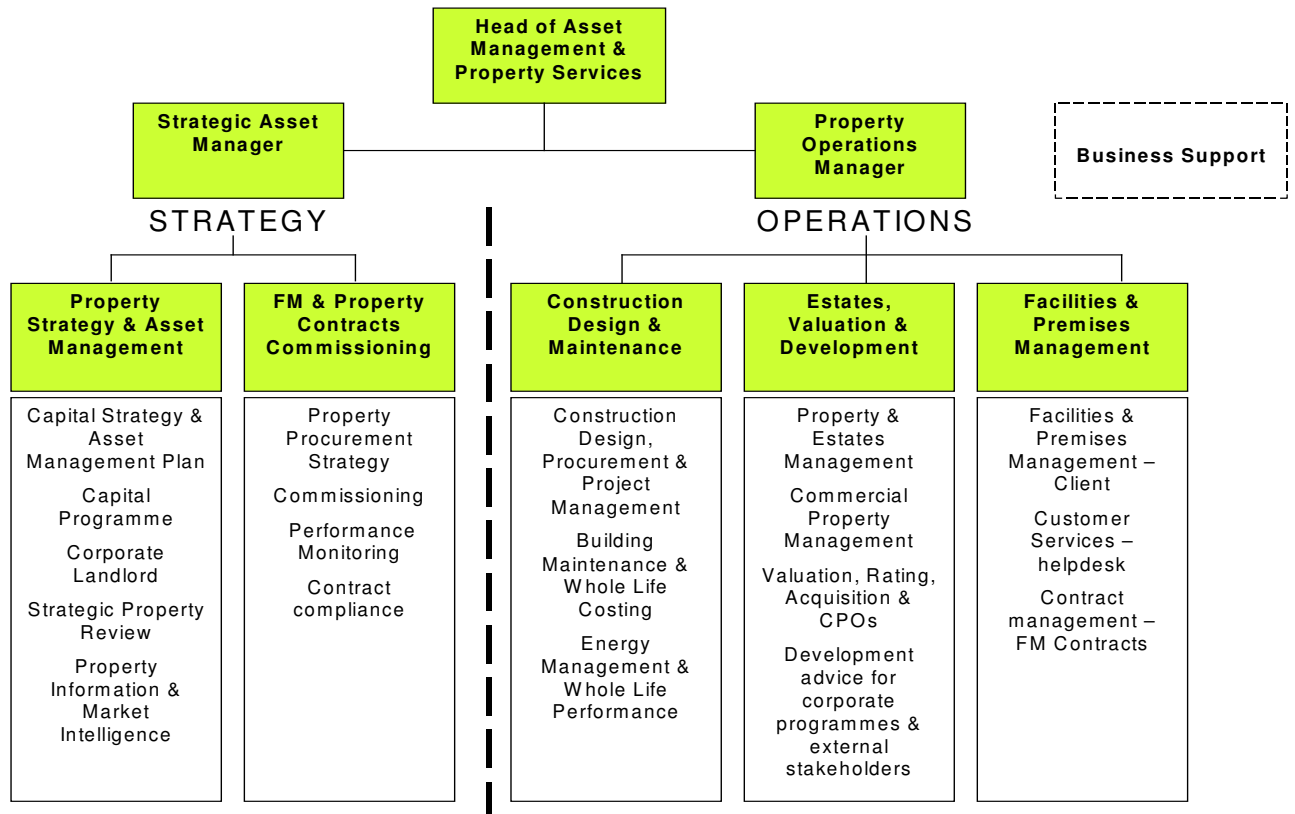 Head of Asset
Management &
Property Services
Strategic Asset
Manager
Property
Operations
Manager
Business Support
STRATEGY
OPERATIONS
Property
Strategy & Asset
Management
FM & Property
Contracts
Commissioning
Construction
Design &
Maintenance
Estates,
Valuation &
Development
Facilities &
Premises
Management
Capital Strategy &
Asset
Management Plan
Capital
Programme
Corporate
Landlord
Strategic Property
Review
Property
Information &
Market
Intelligence
Property
Procurement
Strategy
Commissioning
Performance
Monitoring
Contract
compliance
Construction
Design,
Procurement &
Project
Management
Building
Maintenance &
Whole Life
Costing
Energy
Management &
Whole Life
Performance
Property &
Estates
Management
Commercial
Property
Management
Valuation, Rating,
Acquisition &
CPOs
Development
advice for
corporate
programmes &
external
stakeholders
Facilities &
Premises
Management –
Client
Customer
Services –
helpdesk
Contract
management –
FM Contracts